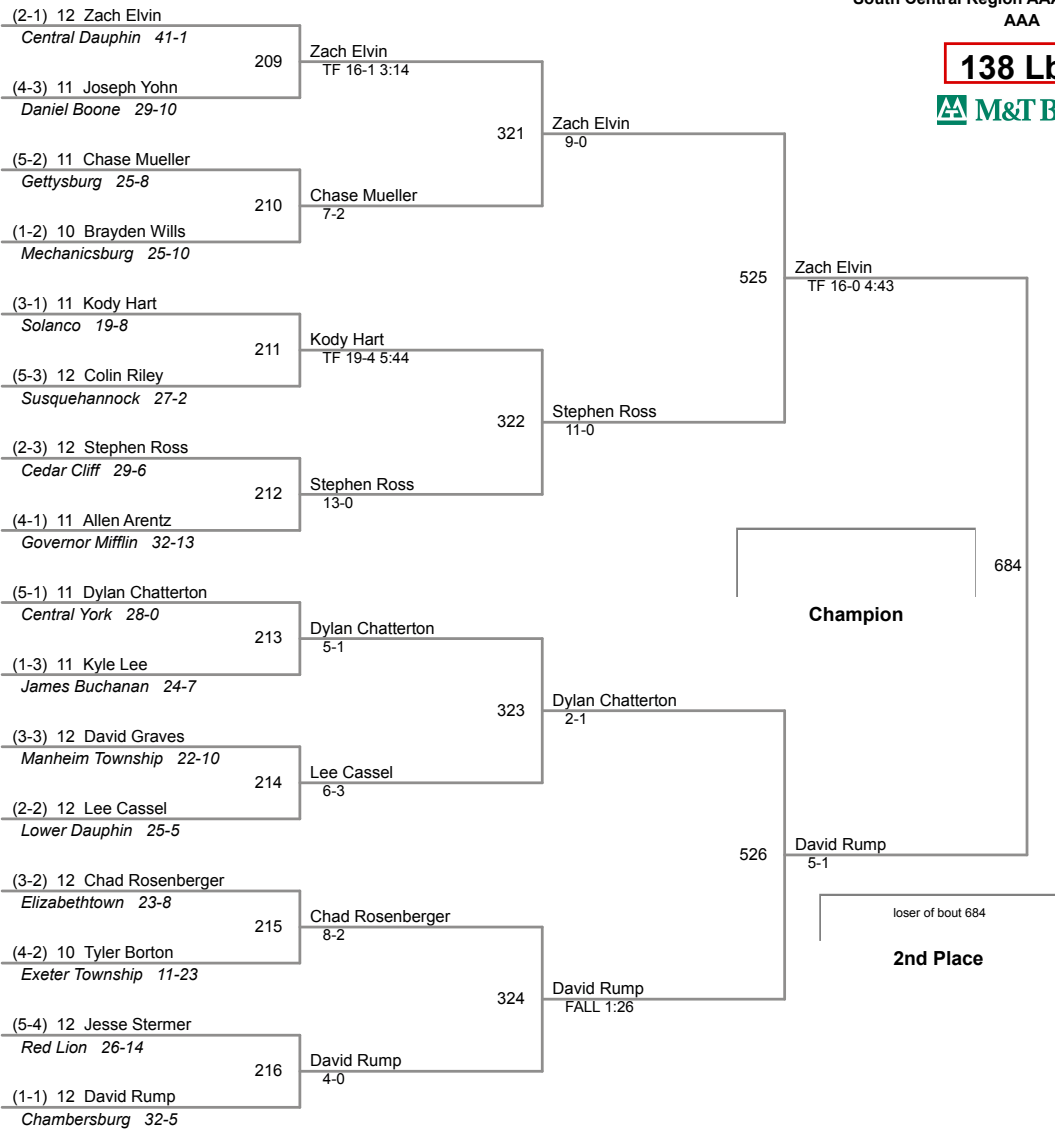 South Central Region AAA
AAA
138 Lb
M&T B
(2-1) 12 Zach Elvin
Central Dauphin 41-1
209
Zach Elvin
TF 16-1 3:14
(4-3) 11 Joseph Yohn
Daniel Boone 29-10
321
Zach Elvin
9-0
(5-2) 11 Chase Mueller
Gettysburg 25-8
210
Chase Mueller
7-2
(1-2) 10 Brayden Wills
Mechanicsburg 25-10
525
Zach Elvin
TF 16-0 4:43
(3-1) 11 Kody Hart
Solanco 19-8
211
Kody Hart
TF 19-4 5:44
(5-3) 12 Colin Riley
Susquehannock 27-2
322
Stephen Ross
11-0
(2-3) 12 Stephen Ross
Cedar Cliff 29-6
212
Stephen Ross
13-0
(4-1) 11 Allen Arentz
Governor Mifflin 32-13
684
Champion
(5-1) 11 Dylan Chatterton
Central York 28-0
213
Dylan Chatterton
5-1
(1-3) 11 Kyle Lee
James Buchanan 24-7
323
Dylan Chatterton
2-1
(3-3) 12 David Graves
Manheim Township 22-10
214
Lee Cassel
6-3
(2-2) 12 Lee Cassel
Lower Dauphin 25-5
526
David Rump
5-1
(3-2) 12 Chad Rosenberger
Elizabethtown 23-8
215
Chad Rosenberger
8-2
(4-2) 10 Tyler Borton
Exeter Township 11-23
loser of bout 684
2nd Place
324
David Rump
FALL 1:26
(5-4) 12 Jesse Stermer
Red Lion 26-14
216
David Rump
4-0
(1-1) 12 David Rump
Chambersburg 32-5